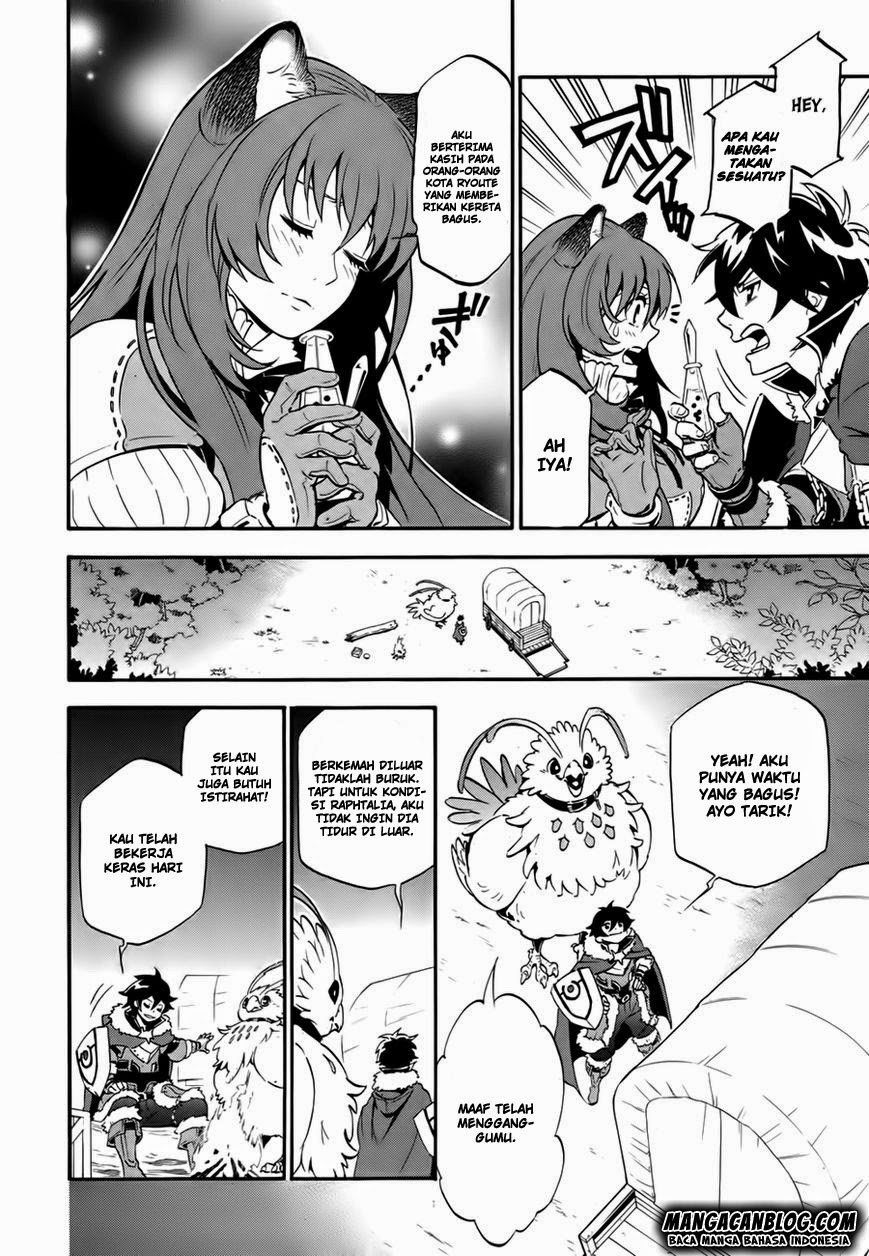 HEY,
APA KAU
MENGA-
TAKAN
SESUATU?
AH
IYA!
AKU
BERTERIMA
KASIH PADA
ORANG-ORANG
KOTA RYOUTE
YANG MEMBE-
RIKAN KERETA
BAGUS.
YEAH! AKU
PUNYA WAKTU
YANG BAGUS!
AYO TARIK!
MAAF TELAH
MENGGANG-
GUMU.
BERKEMAH DILUAR
TIDAKLAH BURUK.
TAPI UNTUK KONDI-
SI RAPHTALIA, AKU
TIDAK INGIN DIA
TIDUR DI LUAR.
SELAIN
ITU KAU
JUGA BUTUH
ISTIRAHAT!
KAU TELAH
BEKERJA
KERAS HARI
INI.
MANGACANBLOG.COM
BACA MANGA BAHASA INDONESIA